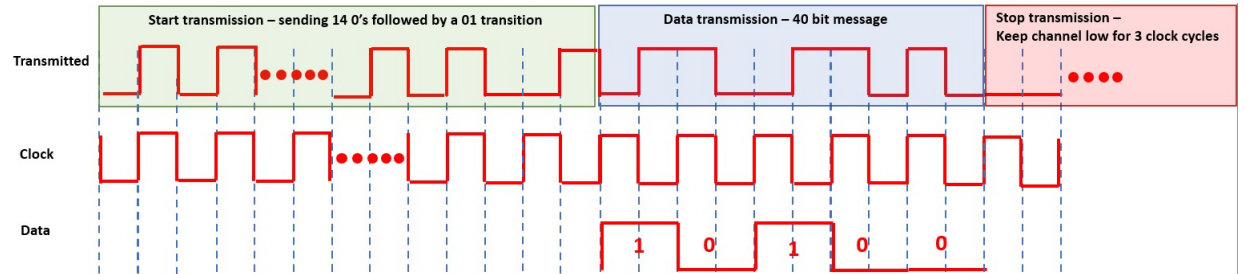 Start transmission – sending 14 0's followed by a 01 transition
Data transmission – 40 bit message
Stop transmission –
Keep channel low for 3 clock cycles
Transmitted
Clock
Data
1 0 1 0 0